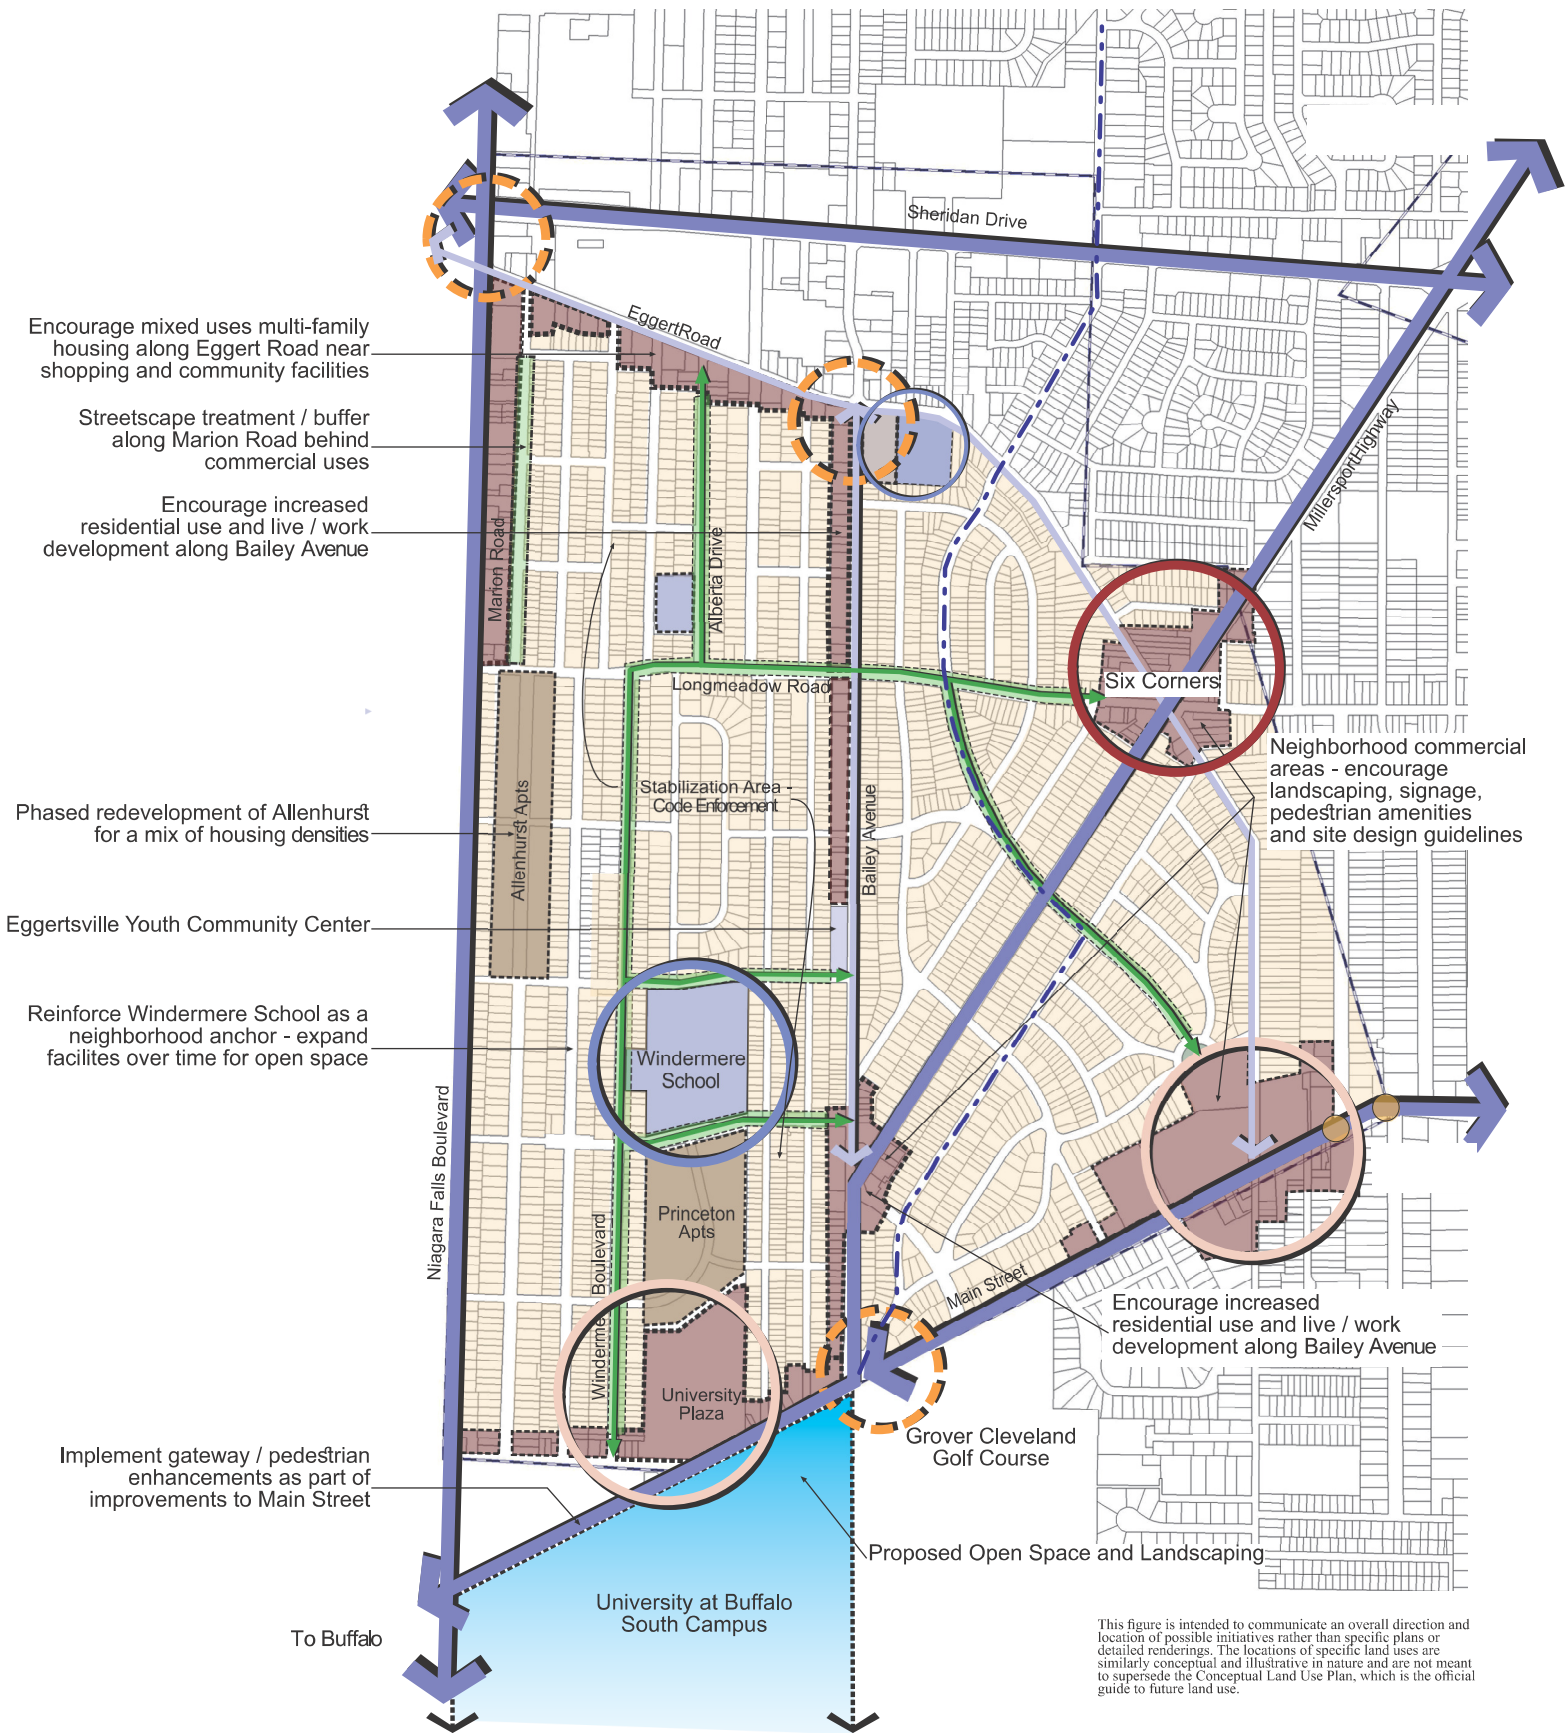 Sheridan Drive
EggertRoad
Encourage mixed uses multi-family
housing along Eggert Road near
shopping and community facilities
Streetscape treatment / buffer
along Marion Road behind
commercial uses
Encourage increased
residential use and live / work
development along Bailey Avenue
MillersportHighway
Marion Road
Alberta Drive
Longmeadow Road
Six Corners
Neighborhood commercial
areas - encourage
landscaping, signage,
pedestrian amenities
and site design guidelines
Stabilization Area -
Code Enforcement
Bailey Avenue
Allenhurst Apts
Phased redevelopment of Allenhurst
for a mix of housing densities
Eggertsville Youth Community Center
Reinforce Windermere School as a
neighborhood anchor - expand
facilites over time for open space
Windermere
School
Niagara Falls Boulevard
Princeton
Apts
Windermere Boulevard
Main Street
Encourage increased
residential use and live / work
development along Bailey Avenue
University
Plaza
Grover Cleveland
Golf Course
Implement gateway / pedestrian
enhancements as part of
improvements to Main Street
Proposed Open Space and Landscaping
University at Buffalo
South Campus
To Buffalo
This figure is intended to communicate an overall direction and
location of possible initiatives rather than specific plans or
detailed renderings. The locations of specific land uses are
similarly conceptual and illustrative in nature and are not meant
to supersede the Conceptual Land Use Plan, which is the official
guide to future land use.